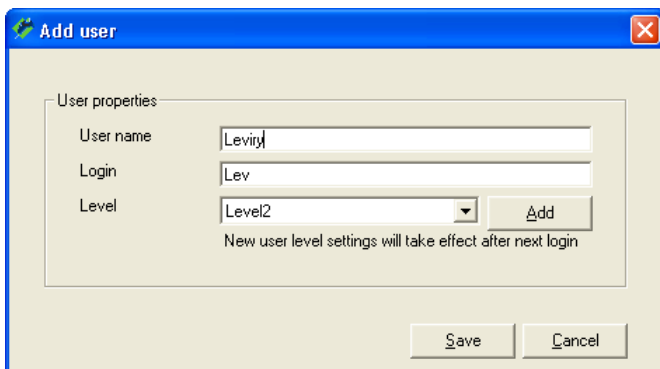 Add user
User properties
User name Leviry
Login Lev
Level Level2 Add
New user level settings will take effect after next login
Save Cancel